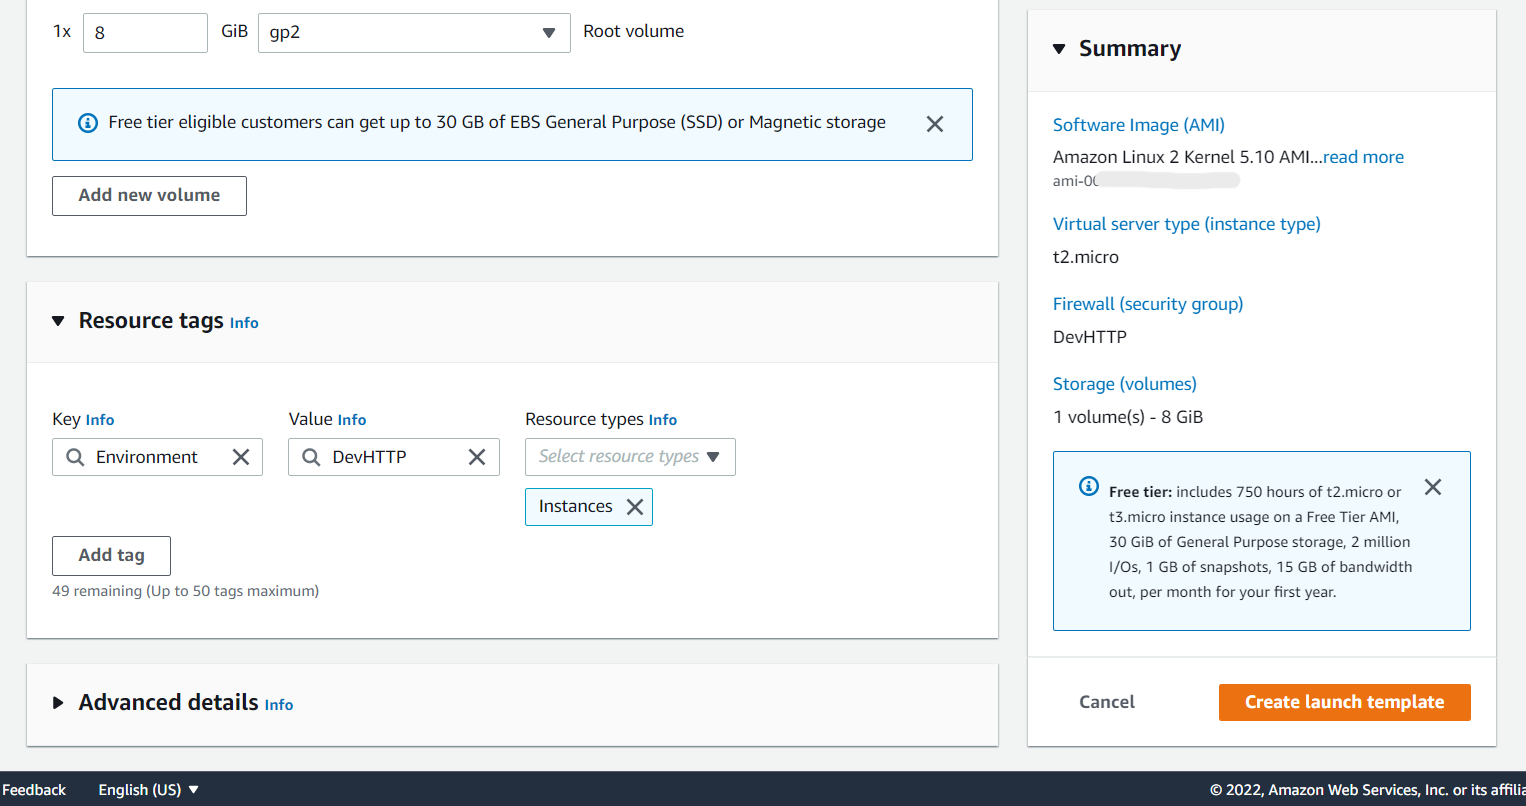 1x 8 GiB gp2 Root volume
Free tier eligible customers can get up to 30 GB of EBS General Purpose (SSD) or Magnetic storage
Add new volume
Resource tags Info
Key Info Value Info Resource types Info
Environment DevHTTP Select resource types
Instances
Add tag
49 remaining (Up to 50 tags maximum)
Advanced details Info
Summary
Software Image (AMI)
Amazon Linux 2 Kernel 5.10 AMI...read more
ami-0
Virtual server type (instance type)
t2.micro
Firewall (security group)
DevHTTP
Storage (volumes)
1 volume(s) - 8 GiB
Free tier: includes 750 hours of t2.micro or
t3.micro instance usage on a Free Tier AMI,
30 GiB of General Purpose storage, 2 million
I/Os, 1 GB of snapshots, 15 GB of bandwidth
out, per month for your first year.
Cancel Create launch template
Feedback English (US) © 2022, Amazon Web Services, Inc. or its affilia